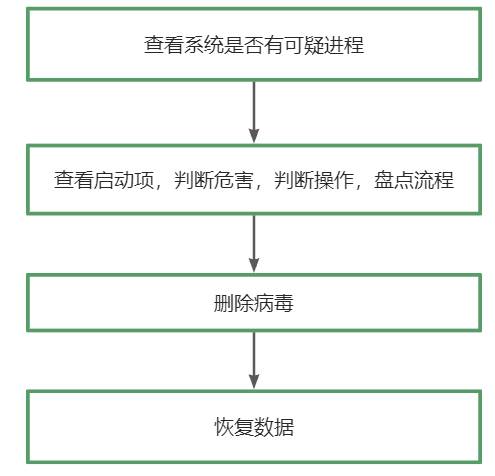 查看系统是否有可疑进程
查看启动项，判断危害，判断操作，盘点流程
删除病毒
恢复数据